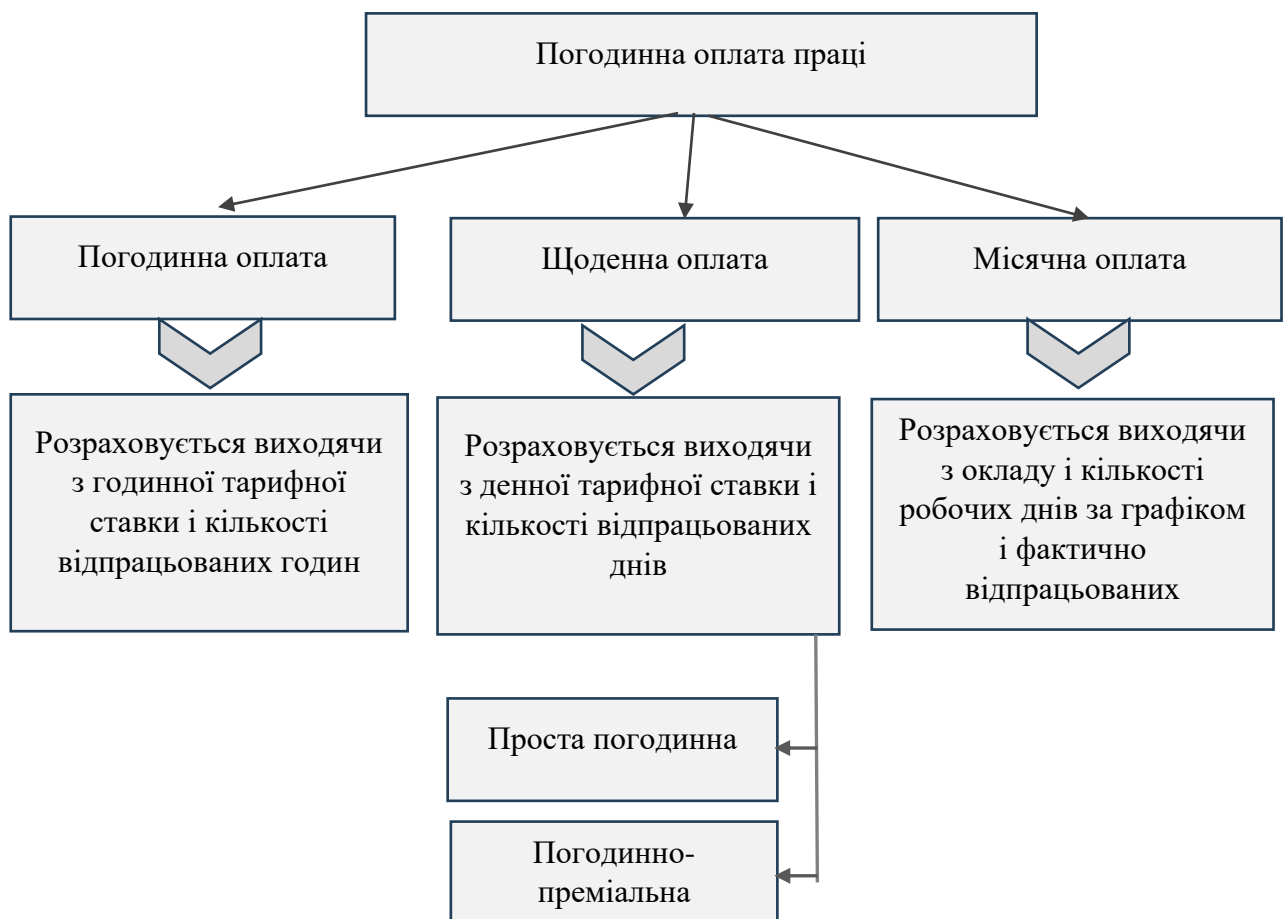 Погодинна оплата праці
Погодинна оплата
Щоденна оплата
Місячна оплата
Розраховується виходячи
з годинної тарифної
ставки і кількості
відпрацьованих годин
Розраховується виходячи
з денної тарифної ставки і
кількості відпрацьованих
днів
Розраховується виходячи
з окладу і кількості
робочих днів за графіком
і фактично
відпрацьованих
Проста погодинна
Погодинно-
преміальна